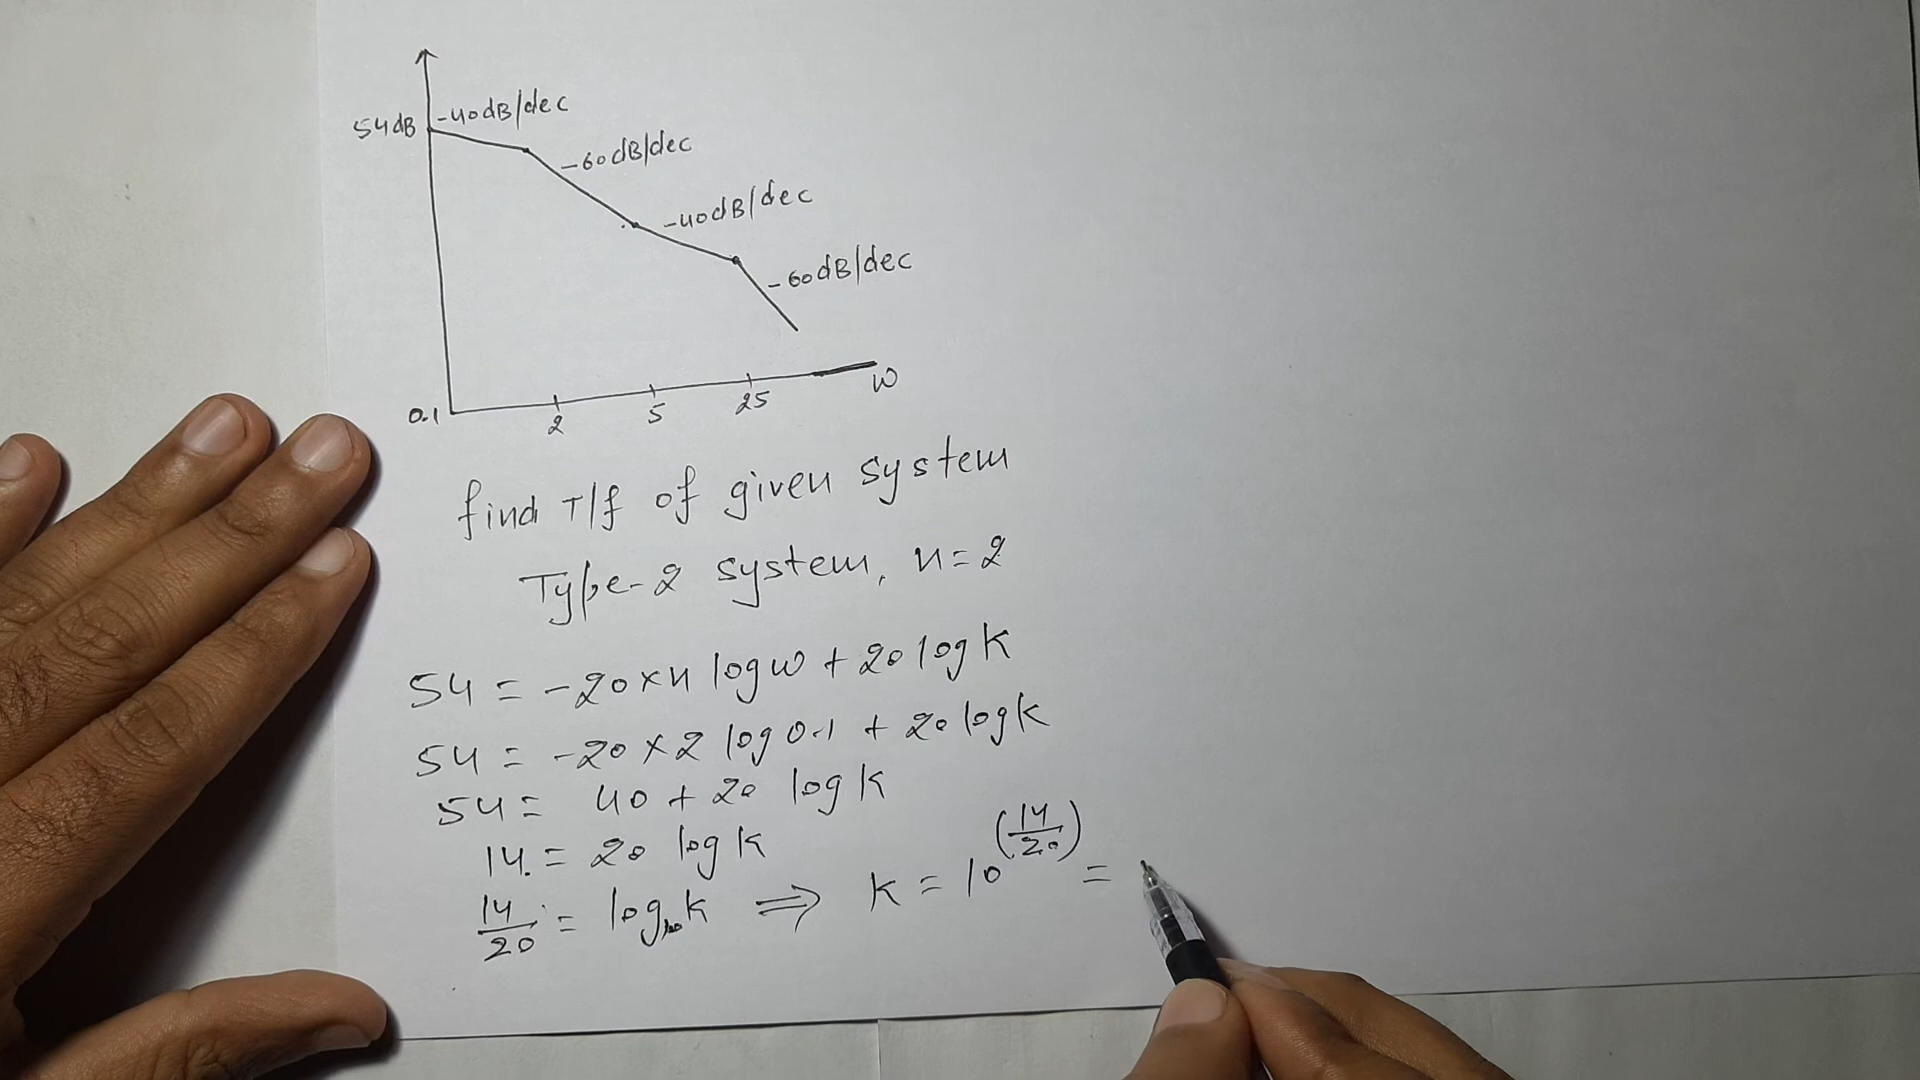 54dB -40dB/dec
-60dB/dec
-40dB/dec
-60dB/dec
0.1 2 5 25 w
find T/f of given system
Type-2 system, n=2
54 = -20×n log w + 20 log K
54 = -20×2 log 0.1 + 20 log K
54 = 40 + 20 log K
14 = 20 log K
14/20 = log₁₀K ⇒ K = 10^(14/20) =